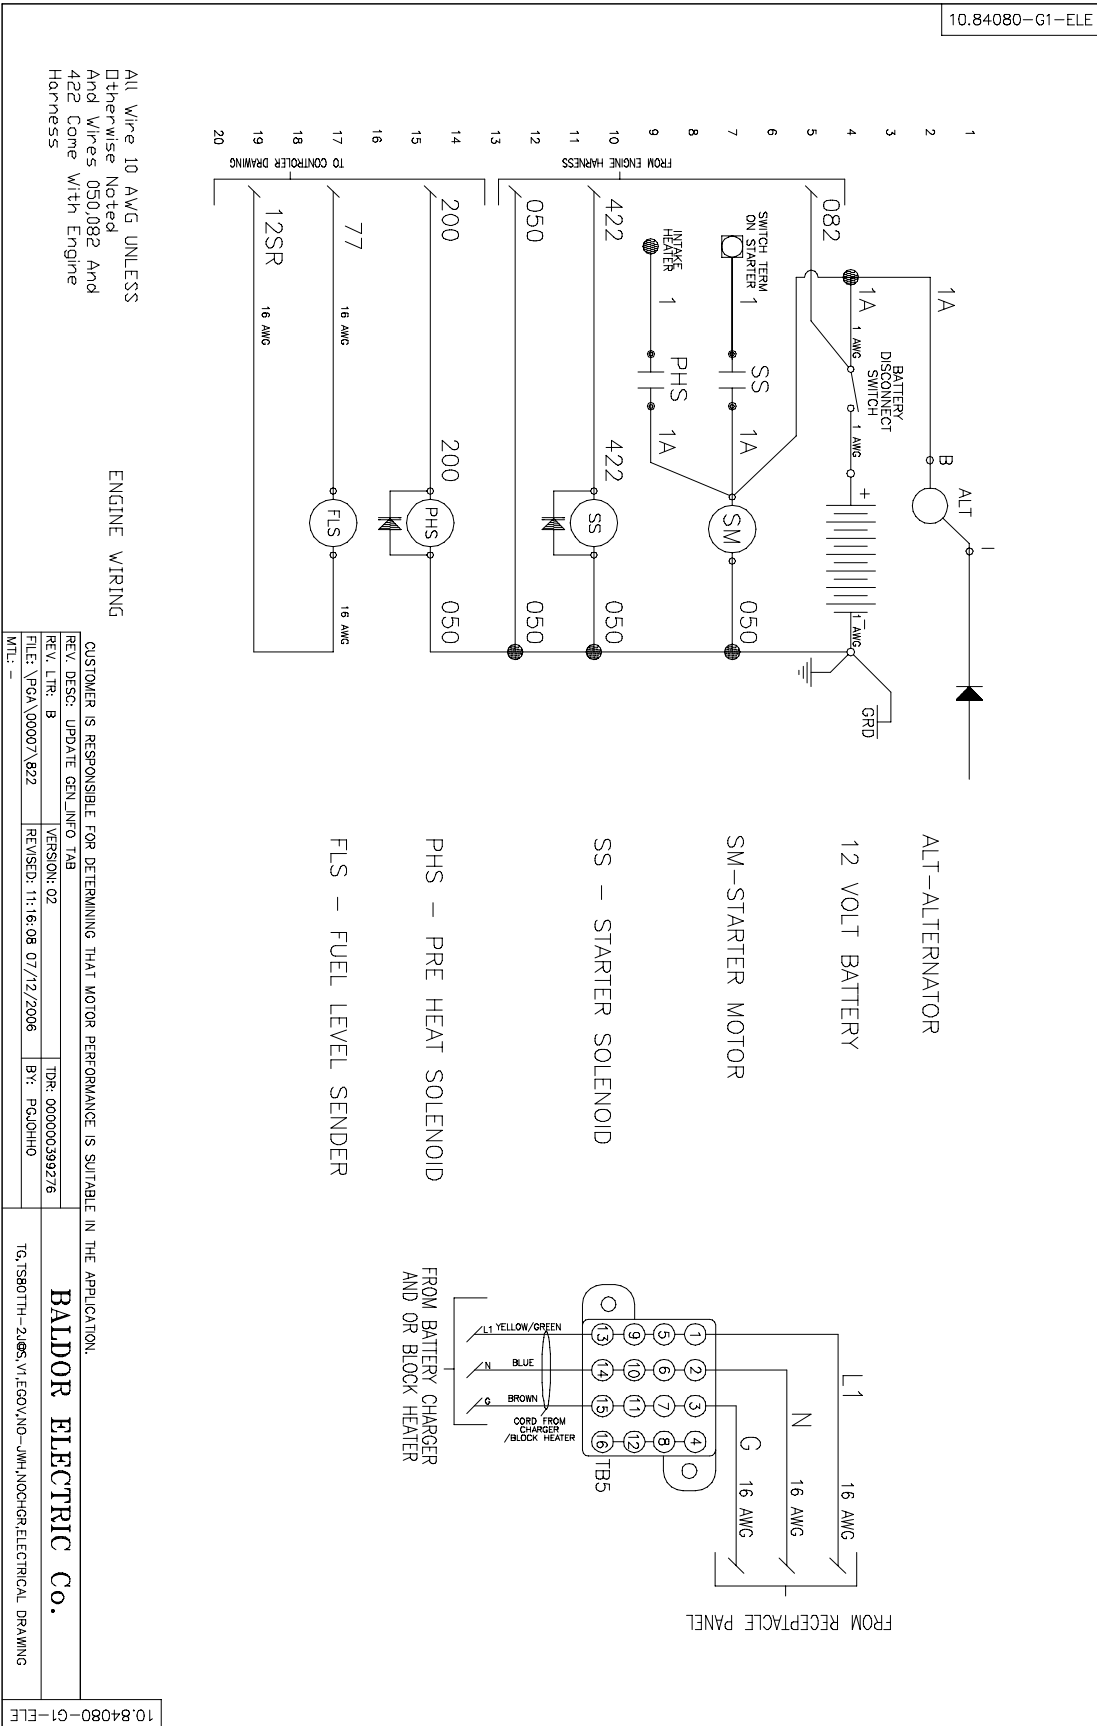 10.84080-G1-ELE
1
2
3
4
5
6
7
8
9
10
11
12
13
14
15
16
17
18
19
20
FROM ENGINE HARNESS
TO CONTROLER DRAWING
1A
B
ALT
I
ALT-ALTERNATOR
082
1A
1 AWG
BATTERY
DISCONNECT
SWITCH
1 AWG
+
-
1 AWG
GRD
12 VOLT BATTERY
SWITCH TERM
ON STARTER
1
SS
1A
SM
050
SM-STARTER MOTOR
INTAKE
HEATER
1
PHS
1A
422
422
SS
050
SS - STARTER SOLENOID
050
050
200
200
PHS
050
PHS - PRE HEAT SOLENOID
77
16 AWG
FLS
16 AWG
FLS - FUEL LEVEL SENDER
12SR
16 AWG
L1
16 AWG
N
16 AWG
G
16 AWG
FROM RECEPTACLE PANEL
1
2
3
4
5
6
7
8
9
10
11
12
13
14
15
16
TB5
L1
YELLOW/GREEN
N
BLUE
G
BROWN
CORD FROM
CHARGER
/BLOCK HEATER
FROM BATTERY CHARGER
AND OR BLOCK HEATER
All Wire 10 AWG UNLESS
Otherwise Noted
And Wires 050,082 And
422 Come With Engine
Harness
ENGINE WIRING
CUSTOMER IS RESPONSIBLE FOR DETERMINING THAT MOTOR PERFORMANCE IS SUITABLE IN THE APPLICATION.
REV. DESC: UPDATE GEN_INFO TAB
REV. LTR: B
VERSION: 02
TDR: 000000399276
FILE: \PGA\00007\822
REVISED: 11:16:08 07/12/2006
BY: PGJOHHO
MTL: -
BALDOR ELECTRIC Co.
ELECTRICAL DRAWING
10.84080-G1-ELE